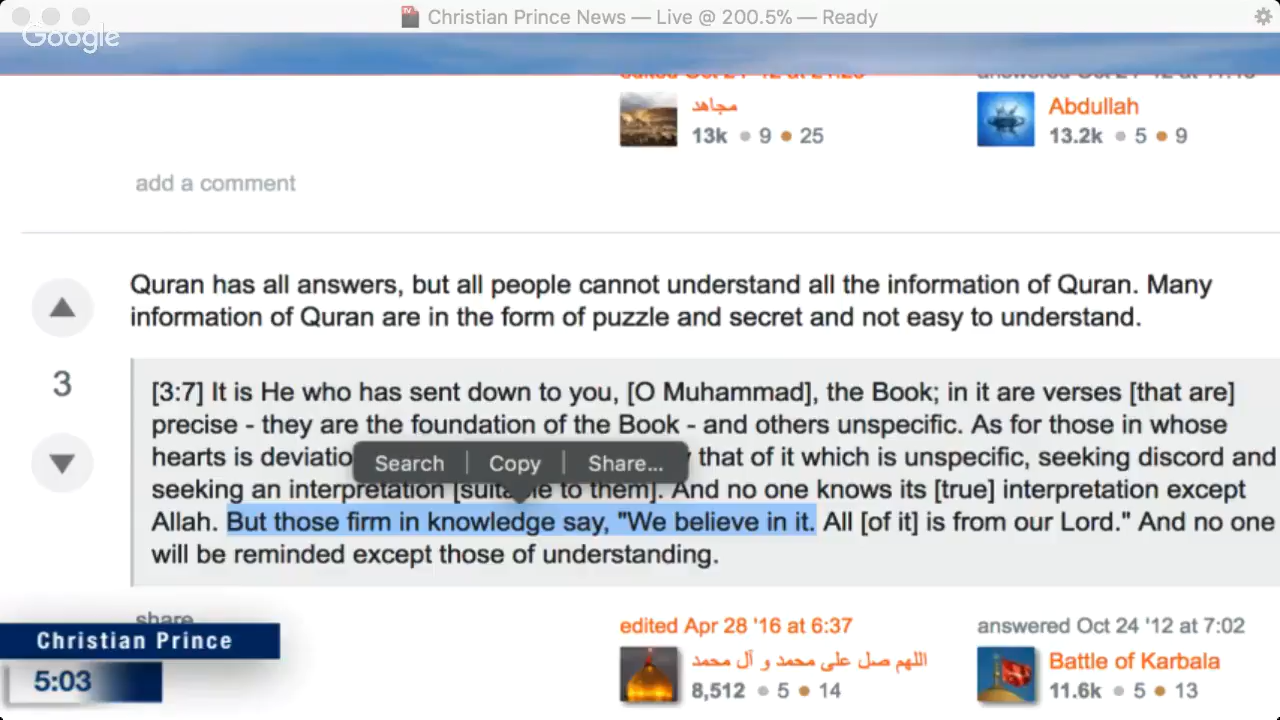 Christian Prince News — Live @ 200.5% — Ready
Google
مجاهد
13k 9 25
Abdullah
13.2k 5 9
add a comment
Quran has all answers, but all people cannot understand all the information of Quran. Many
information of Quran are in the form of puzzle and secret and not easy to understand.
3
[3:7] It is He who has sent down to you, [O Muhammad], the Book; in it are verses [that are]
precise - they are the foundation of the Book - and others unspecific. As for those in whose
hearts is that of it which is unspecific, seeking discord and
Search Copy Share...
seeking an interpretation to them]. And no one knows its [true] interpretation except
Allah. But those firm in knowledge say, "We believe in it. All [of it] is from our Lord." And no one
will be reminded except those of understanding.
share
edited Apr 28 '16 at 6:37
answered Oct 24 '12 at 7:02
اللهم صل على محمد و آل محمد
8,512 5 14
Battle of Karbala
11.6k 5 13
Christian Prince
5:03